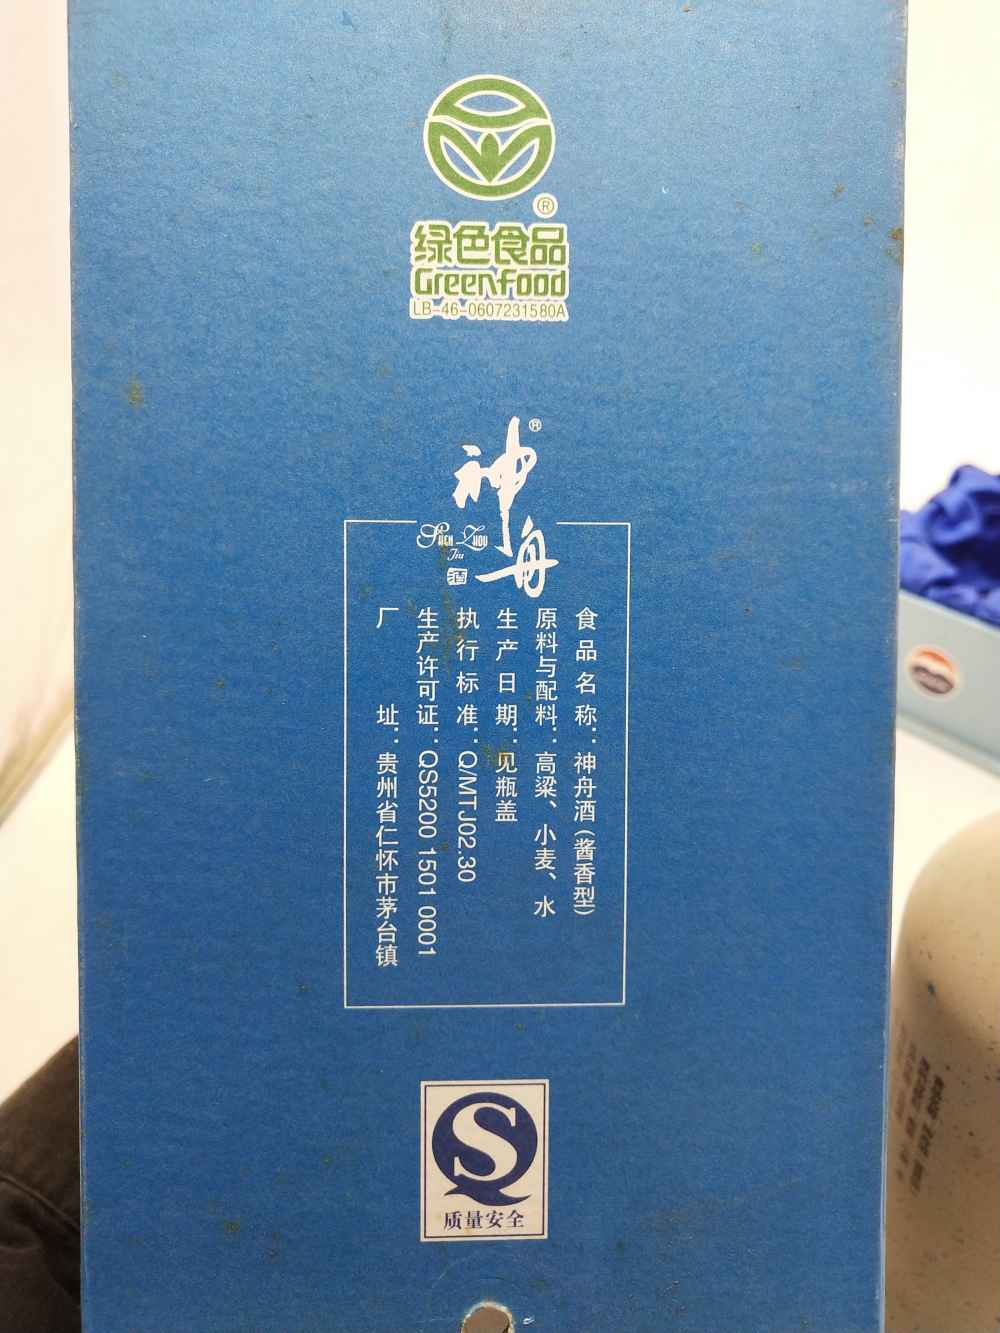 ®
绿色食品
Greenfood
LB-46-0607231580A
神舟®
Shen Zhou
Jiu
酒
食品名称：神舟酒(酱香型)
原料与配料：高粱、小麦、水
生产日期：见瓶盖
执行标准：Q/MTJ02.30
生产许可证：QS5200 1501 0001
厂址：贵州省仁怀市茅台镇
S
质量安全